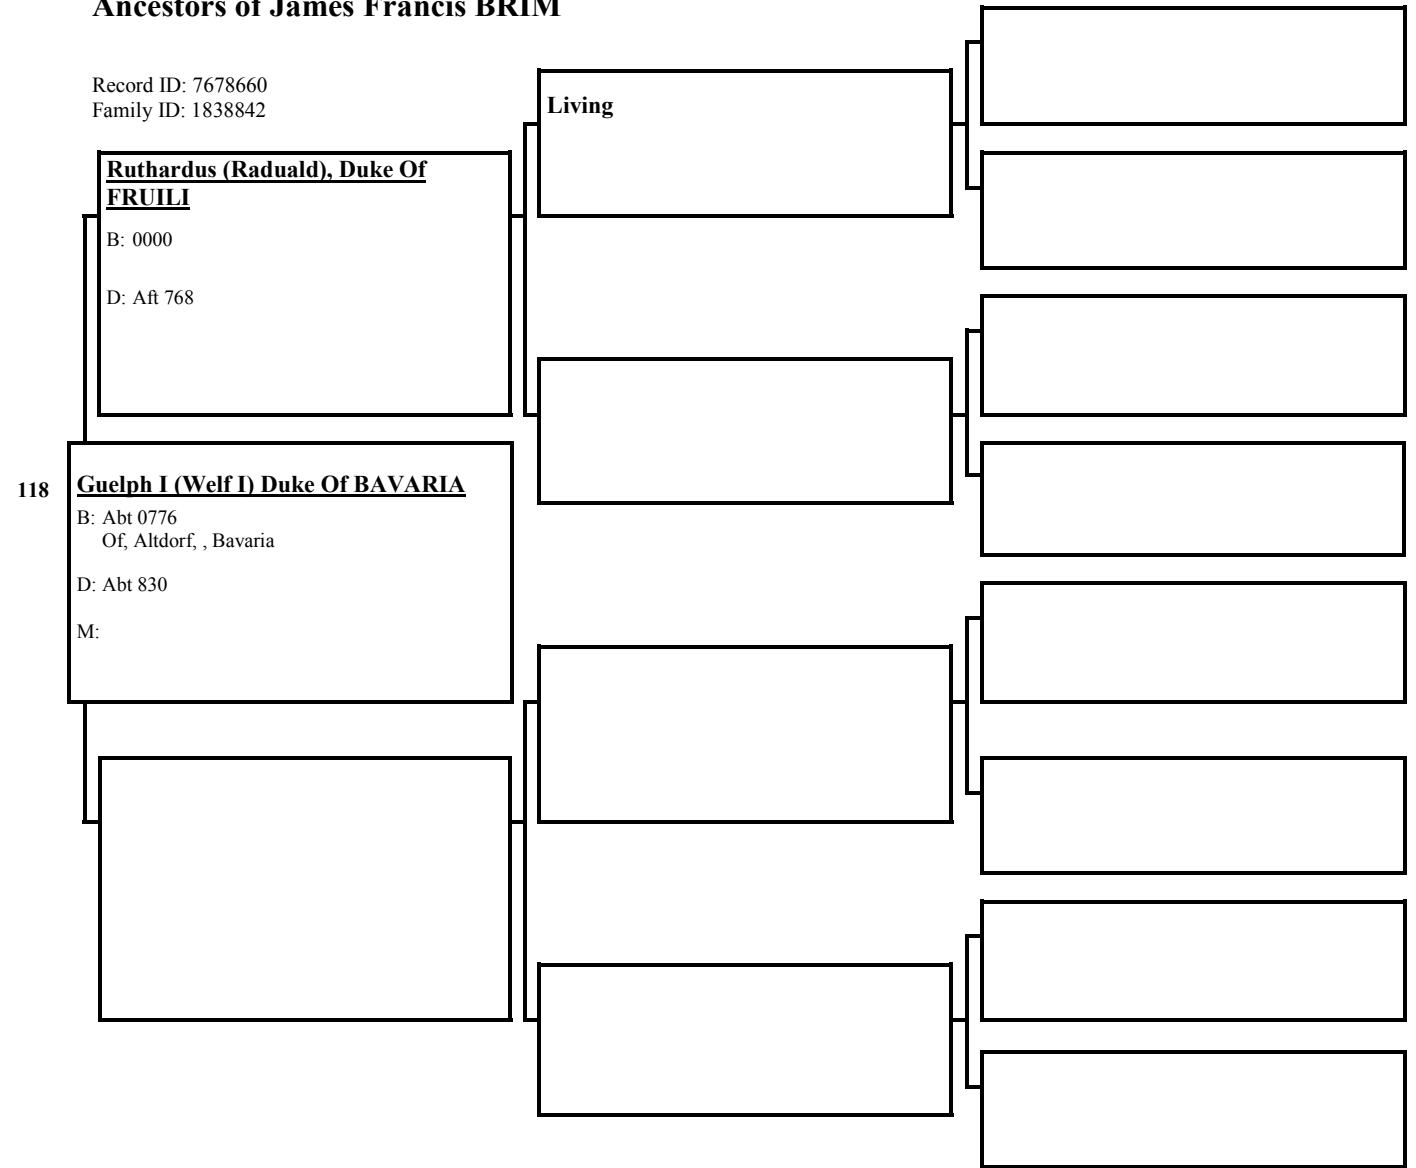 Ancestors of James Francis BRIM
Record ID: 7678660
Family ID: 1838842
Living
Ruthardus (Raduald), Duke Of
FRUILI
B: 0000
D: Aft 768
118
Guelph I (Welf I) Duke Of BAVARIA
B: Abt 0776
Of, Altdorf, , Bavaria
D: Abt 830
M: